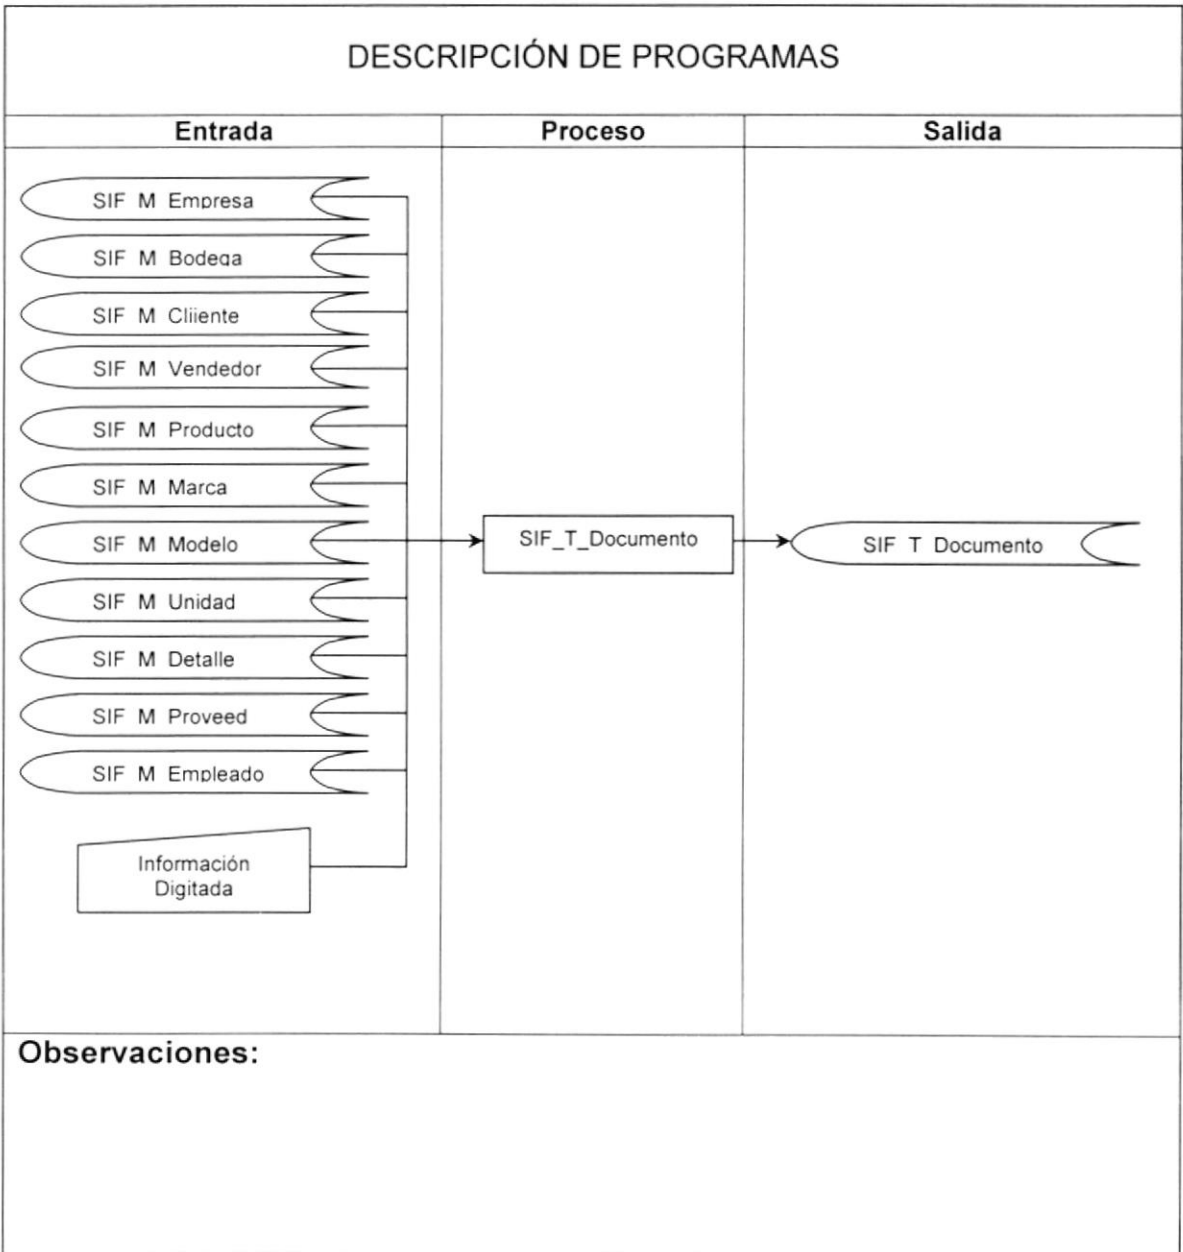 DESCRIPCIÓN DE PROGRAMAS
Entrada Proceso Salida
SIF M Empresa
SIF M Bodega
SIF M Cliiente
SIF M Vendedor
SIF M Producto
SIF M Marca
SIF M Modelo
SIF_T_Documento
SIF T Documento
SIF M Unidad
SIF M Detalle
SIF M Proveed
SIF M Empleado
Información
Digitada
Observaciones: